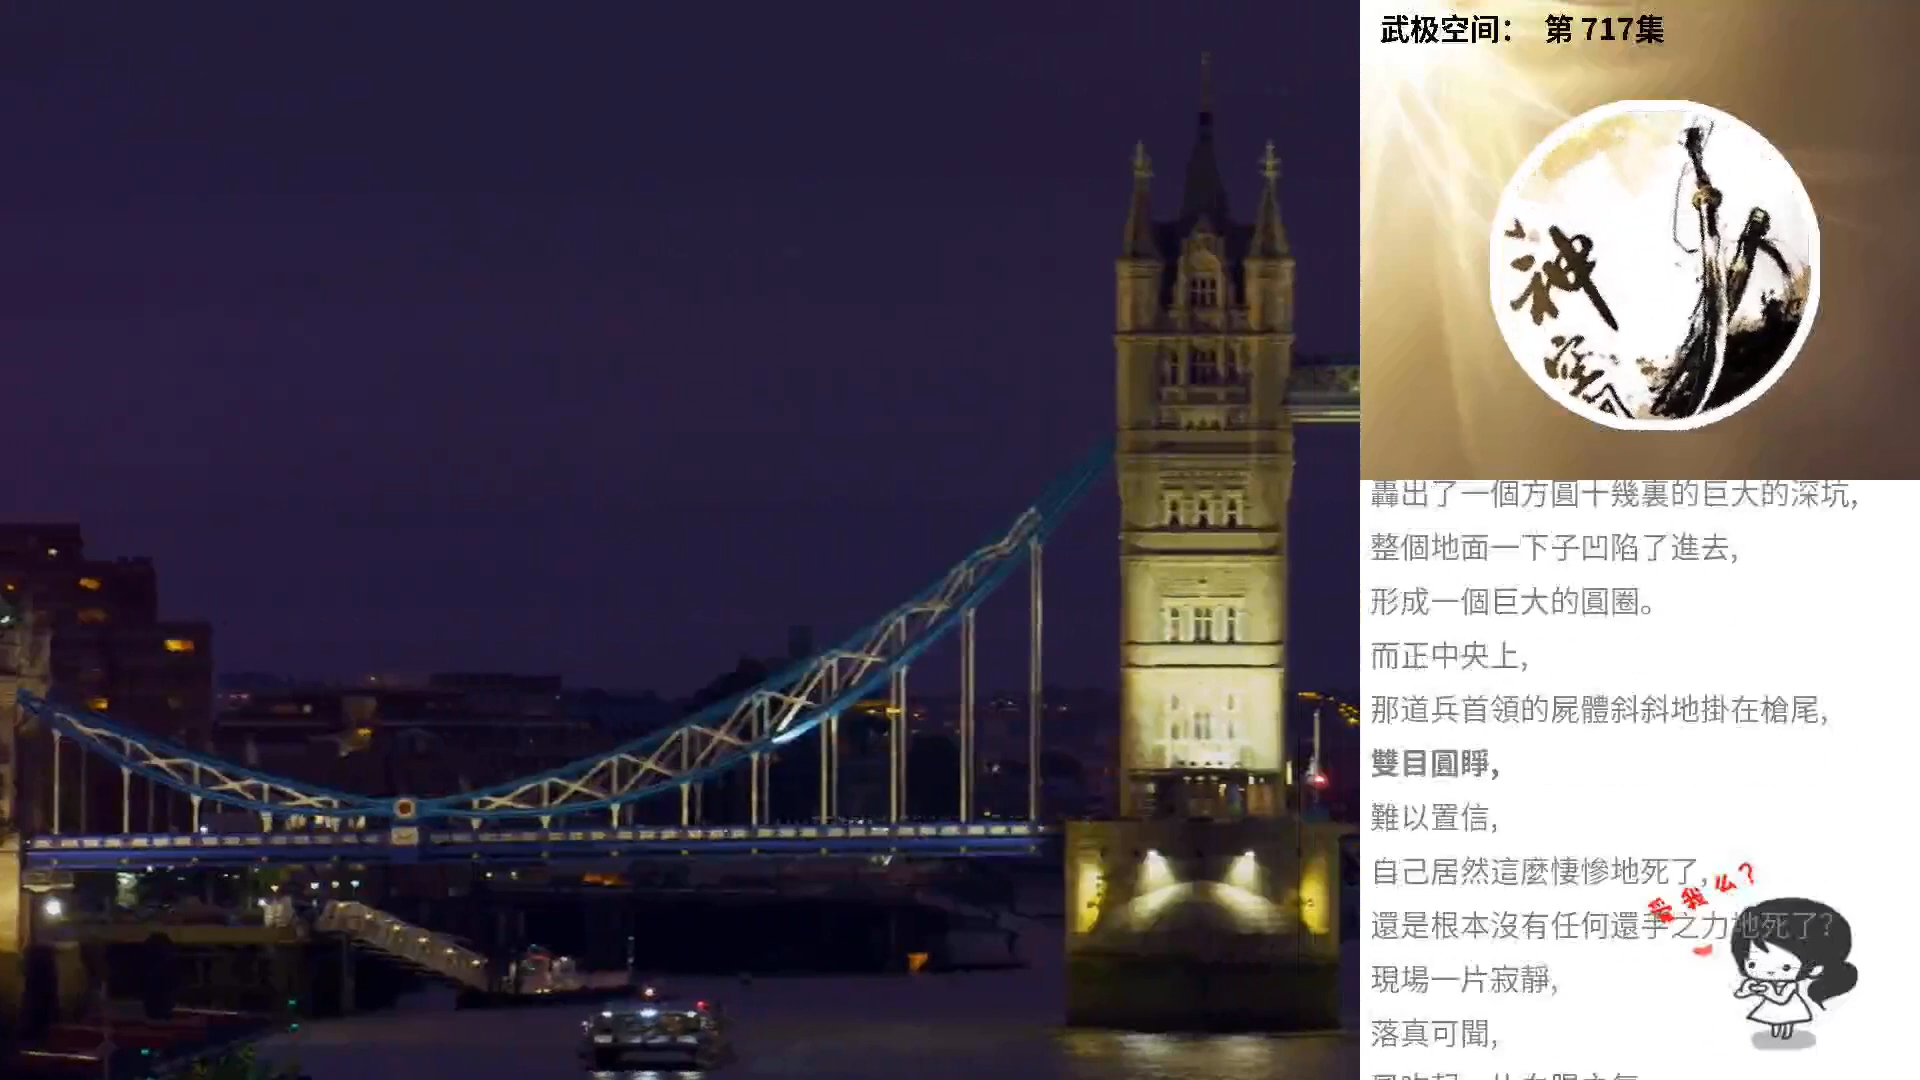 武极空间： 第 717集
神
轟出了一個方圓十幾裏的巨大的深坑,
整個地面一下子凹陷了進去,
形成一個巨大的圓圈。
而正中央上,
那道兵首領的屍體斜斜地掛在槍尾,
雙目圓睜,
難以置信,
自己居然這麼悽慘地死了,
愛我么?
還是根本沒有任何還手之力地死了?
現場一片寂靜,
落真可聞,